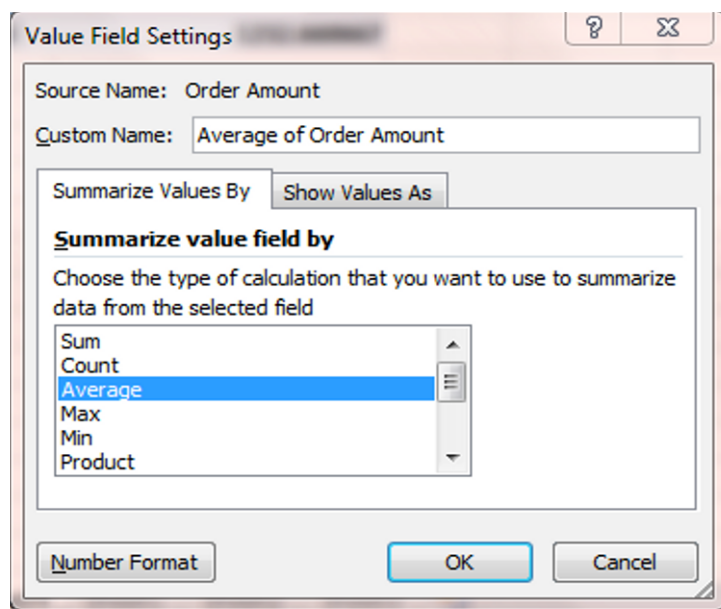 Value Field Settings
Source Name: Order Amount
Custom Name: Average of Order Amount
Summarize Values By Show Values As
Summarize value field by
Choose the type of calculation that you want to use to summarize
data from the selected field
Sum
Count
Average
Max
Min
Product
Number Format OK Cancel